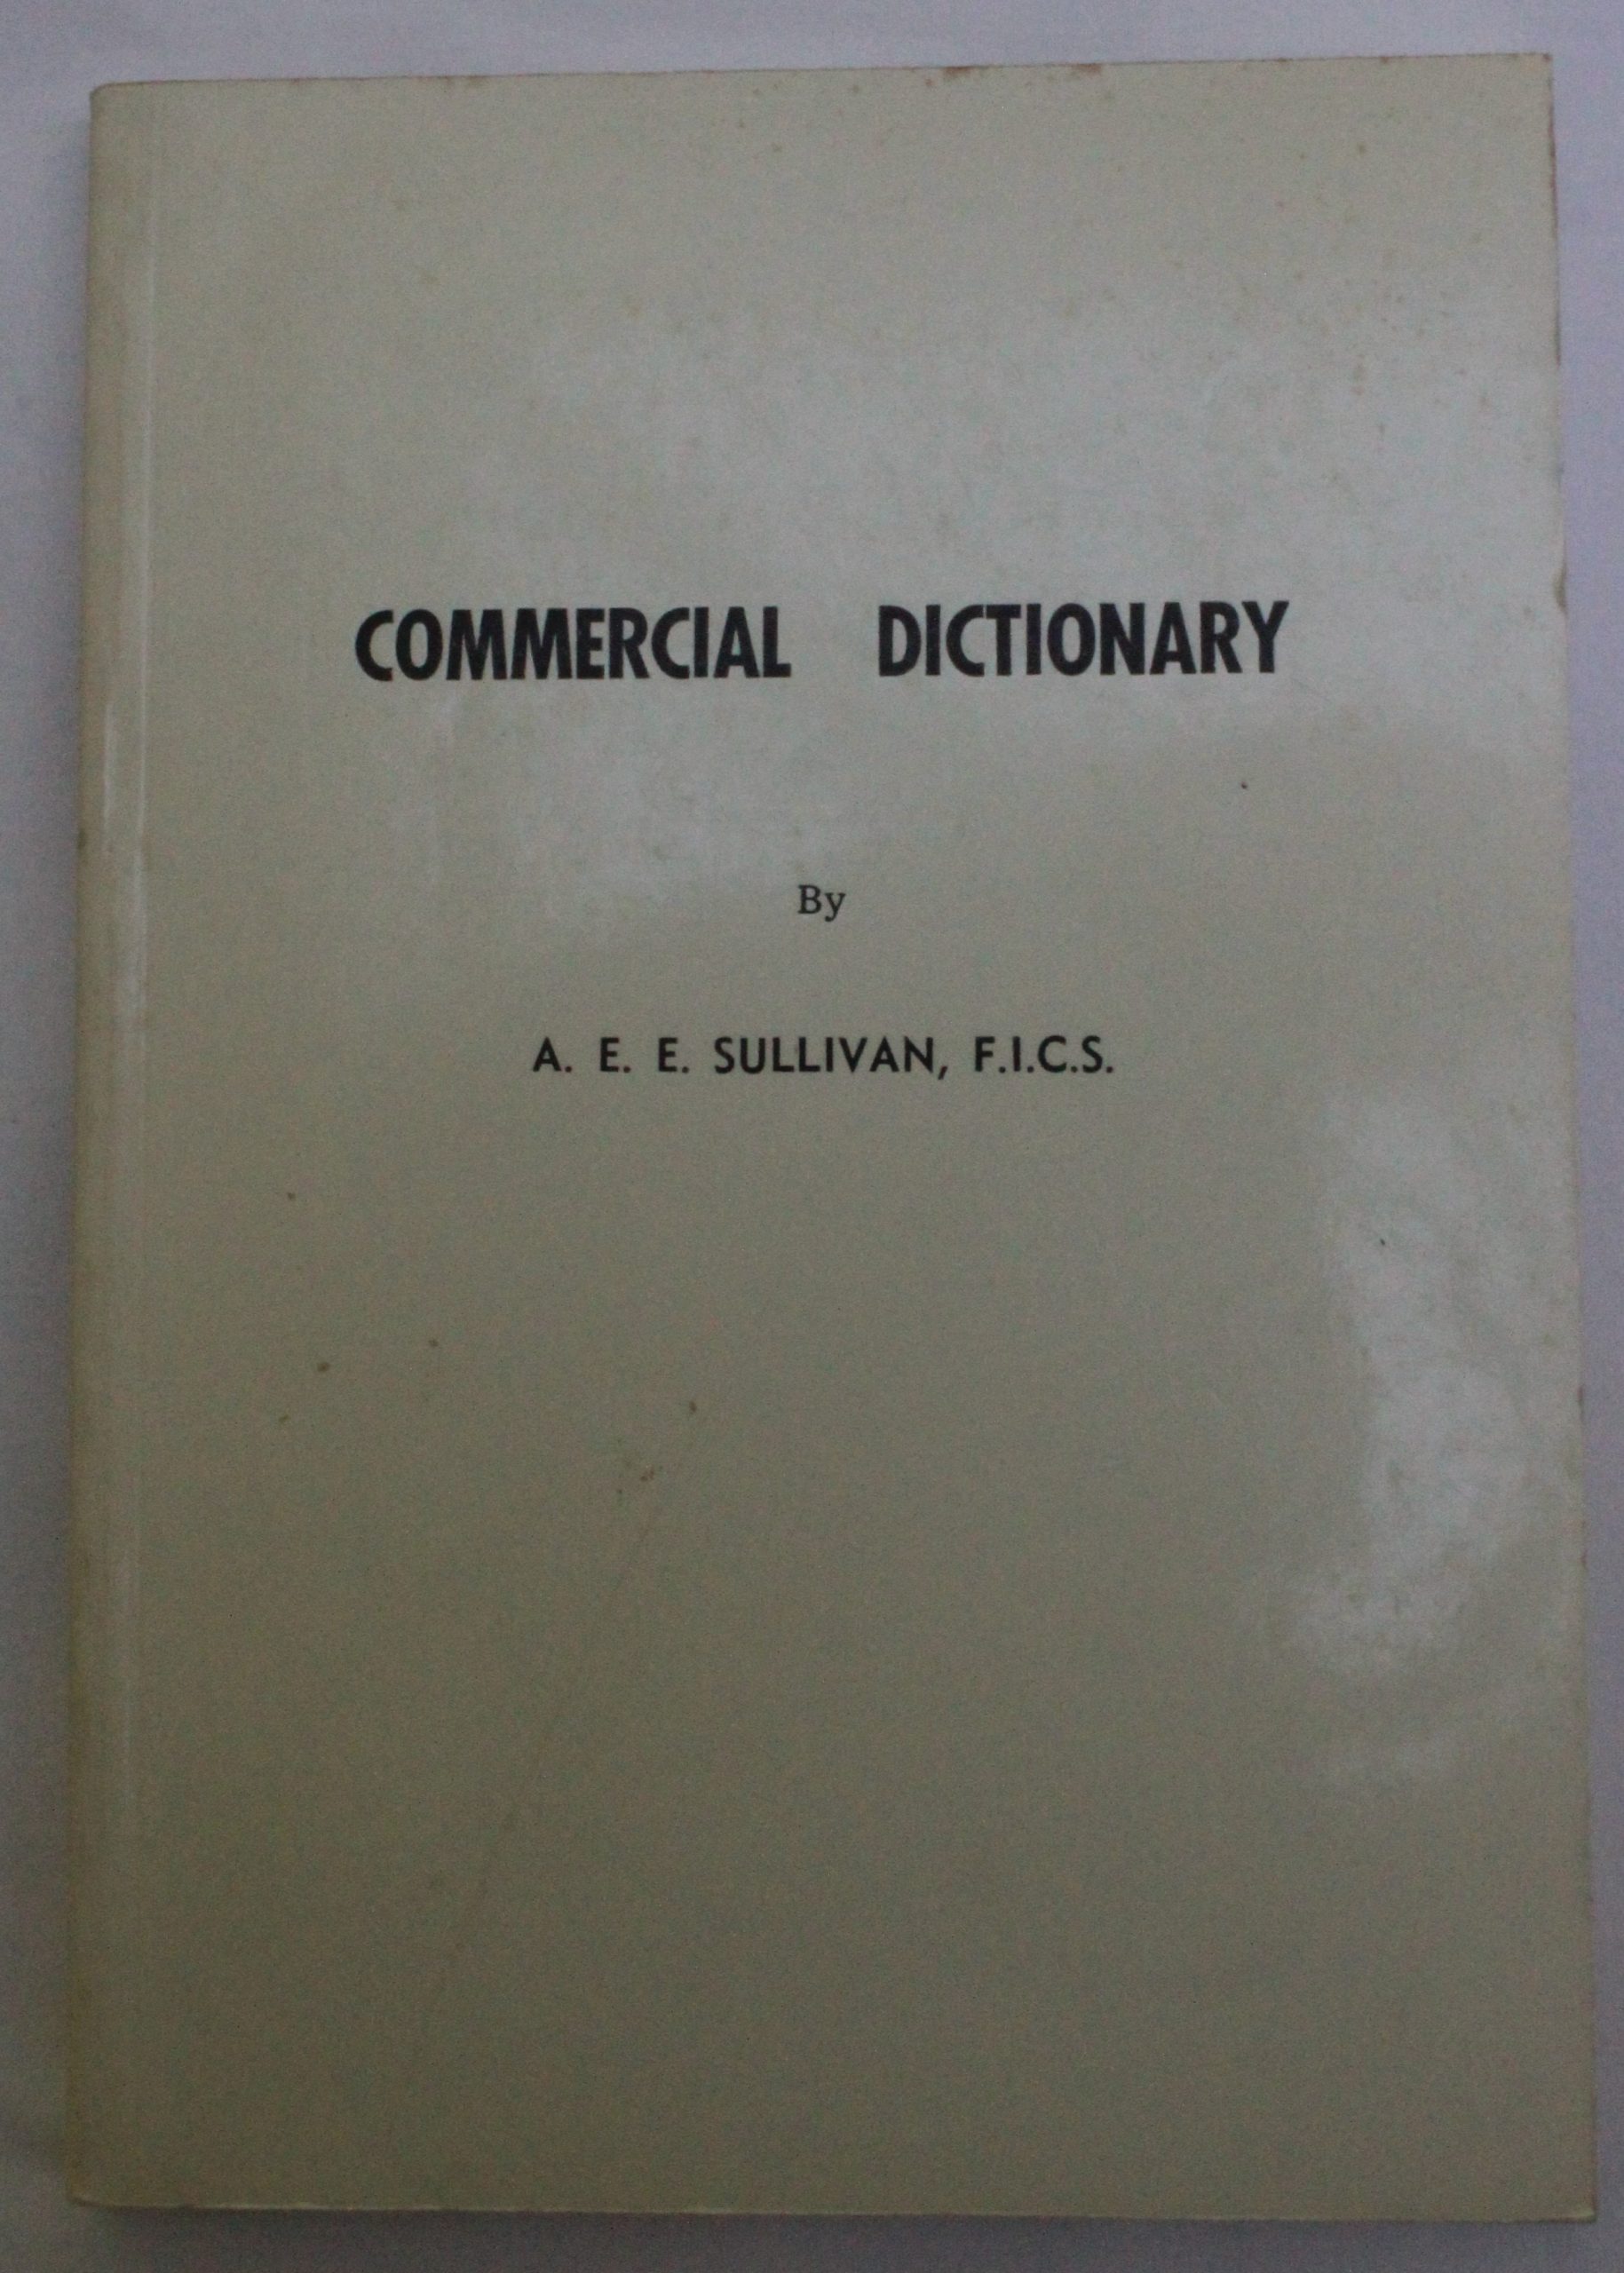 COMMERCIAL DICTIONARY
By
A. E. E. SULLIVAN, F.I.C.S.